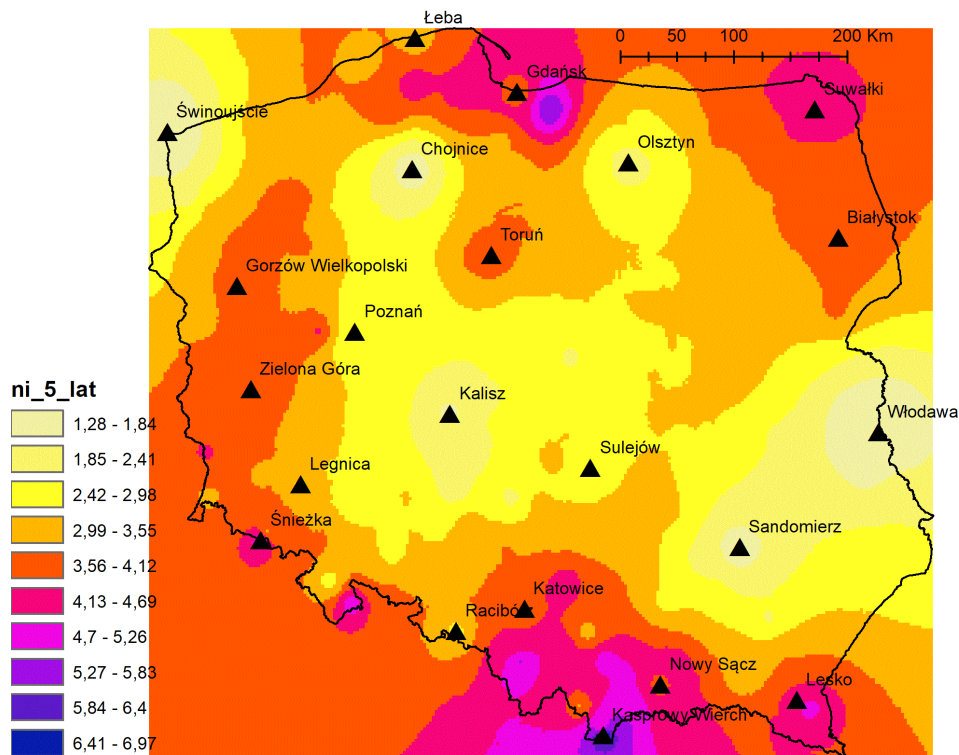 Łeba
0 50 100 200 Km
Gdańsk
Suwałki
Świnoujście
Chojnice
Olsztyn
Białystok
Toruń
Gorzów Wielkopolski
Poznań
Zielona Góra
ni_5_lat
Kalisz
Włodawa
1,28 - 1,84
1,85 - 2,41
Sulejów
Legnica
2,42 - 2,98
Śnieżka
Sandomierz
2,99 - 3,55
3,56 - 4,12
Katowice
Racibórz
4,13 - 4,69
4,7 - 5,26
Nowy Sącz
5,27 - 5,83
Lesko
5,84 - 6,4
Kasprowy Wierch
6,41 - 6,97